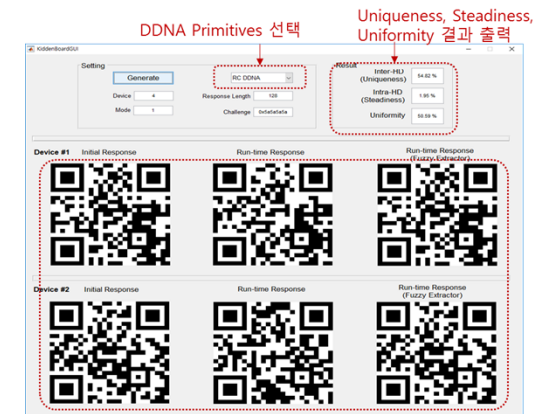 Uniqueness, Steadiness,
DDNA Primitives 선택
Uniformity 결과 출력
KiddenBoardGUI
Setting
Result
Generate
RC DDNA
Inter-HD
(Uniqueness)
54.82 %
Device
4
Response Length
128
Intra-HD
(Steadiness)
1.95 %
Mode
1
Challenge
0x5a5a5a5a
Uniformity
50.59 %
Device #1
Initial Response
Run-time Response
Run-time Response
(Fuzzy Extractor)
Device #2
Initial Response
Run-time Response
Run-time Response
(Fuzzy Extractor)